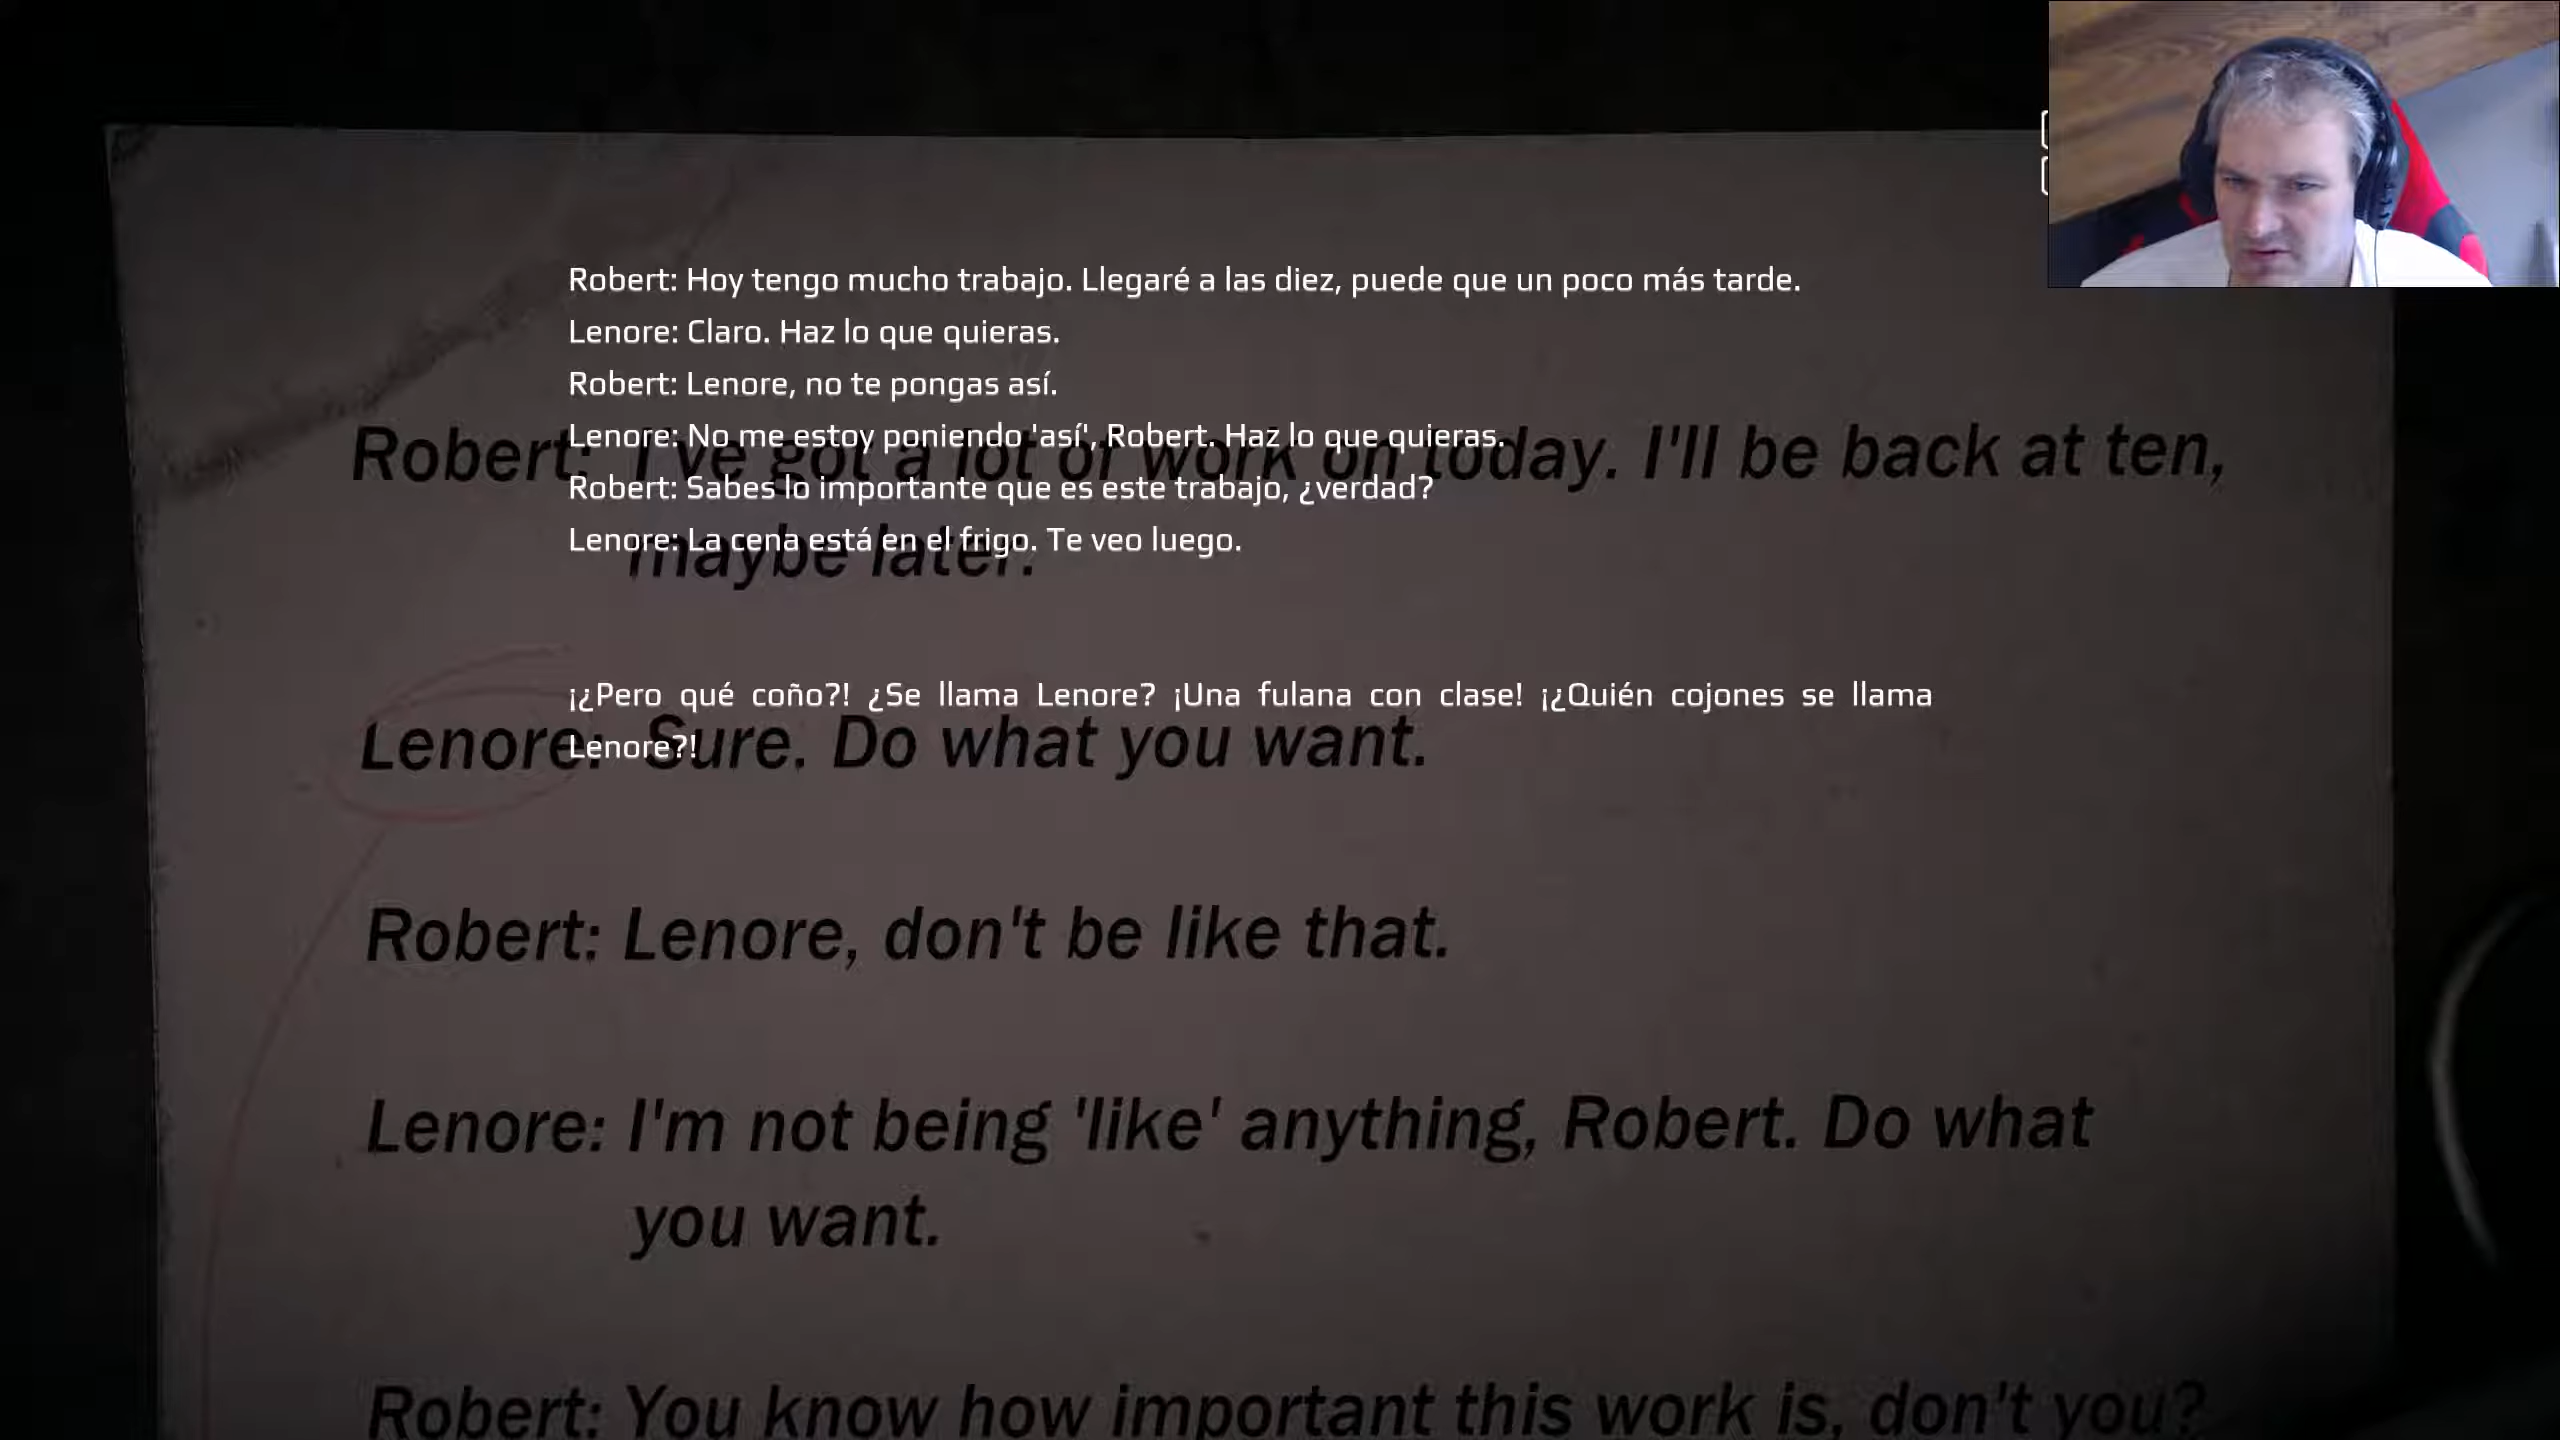 Robert: Hoy tengo mucho trabajo. Llegaré a las diez, puede que un poco más tarde.
Lenore: Claro. Haz lo que quieras.
Robert: Lenore, no te pongas así.
Lenore: No me estoy poniendo 'así', Robert. Haz lo que quieras.
Robert: Sabes lo importante que es este trabajo, ¿verdad?
Lenore: La cena está en el frigo. Te veo luego.
¡¿Pero qué coño?! ¿Se llama Lenore? ¡Una fulana con clase! ¡¿Quién cojones se llama
Lenore?!
Robert: I've got a lot of work on today. I'll be back at ten,
maybe later.
Lenore: Sure. Do what you want.
Robert: Lenore, don't be like that.
Lenore: I'm not being 'like' anything, Robert. Do what
you want.
Robert: You know how important this work is, don't you?